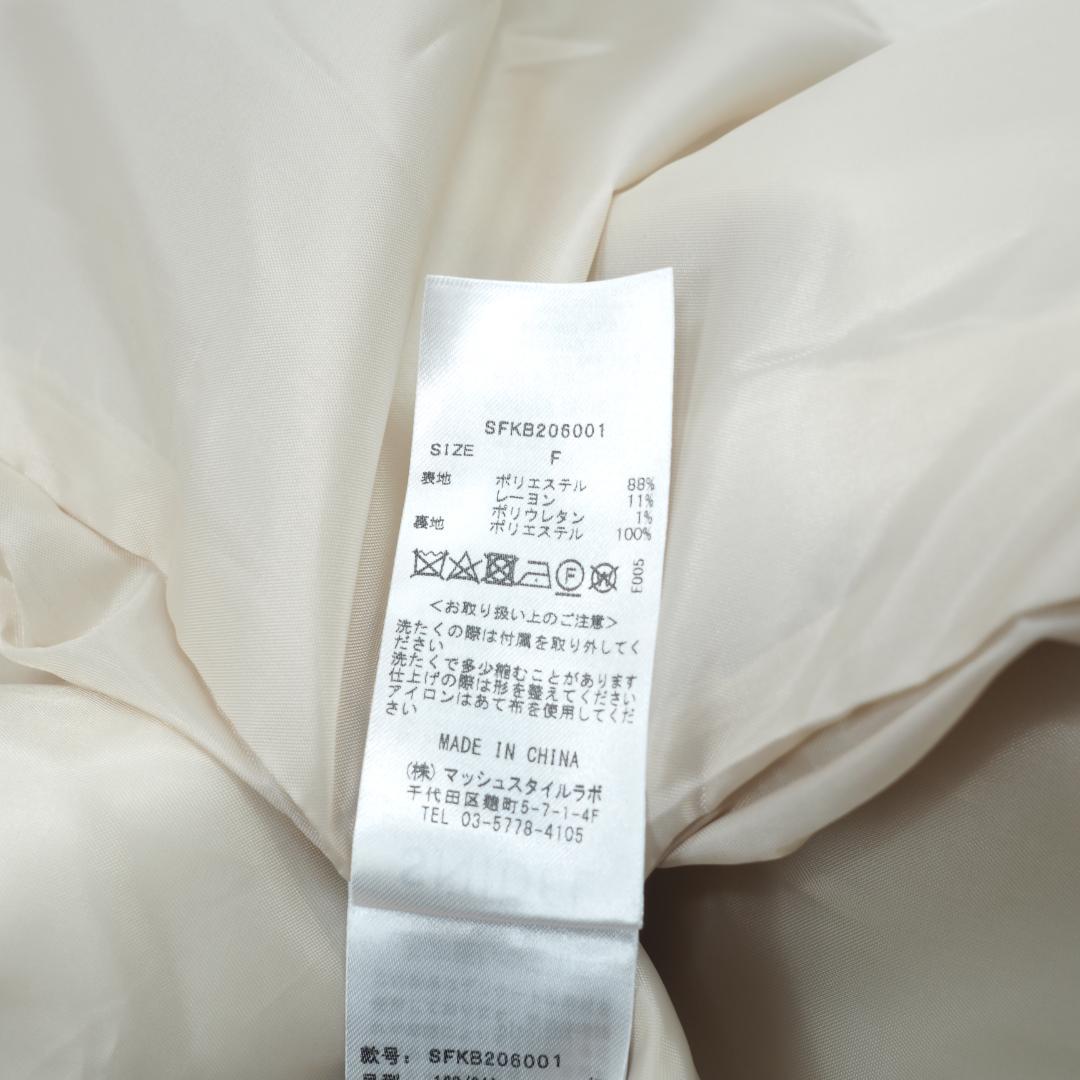 SFKB206001
SIZE F
表地 ポリエステル 88%
レーヨン 11%
ポリウレタン 1%
裏地 ポリエステル 100%
F W E005
<お取り扱い上のご注意>
洗たくの際は付属を取り外してく
ださい
洗たくで多少縮むことがあります
仕上げの際は形を整えてください
アイロンはあて布を使用してくだ
さい
MADE IN CHINA
(株)マッシュスタイルラボ
千代田区麹町5-7-1-4F
TEL 03-5778-4105
款号: SFKB206001